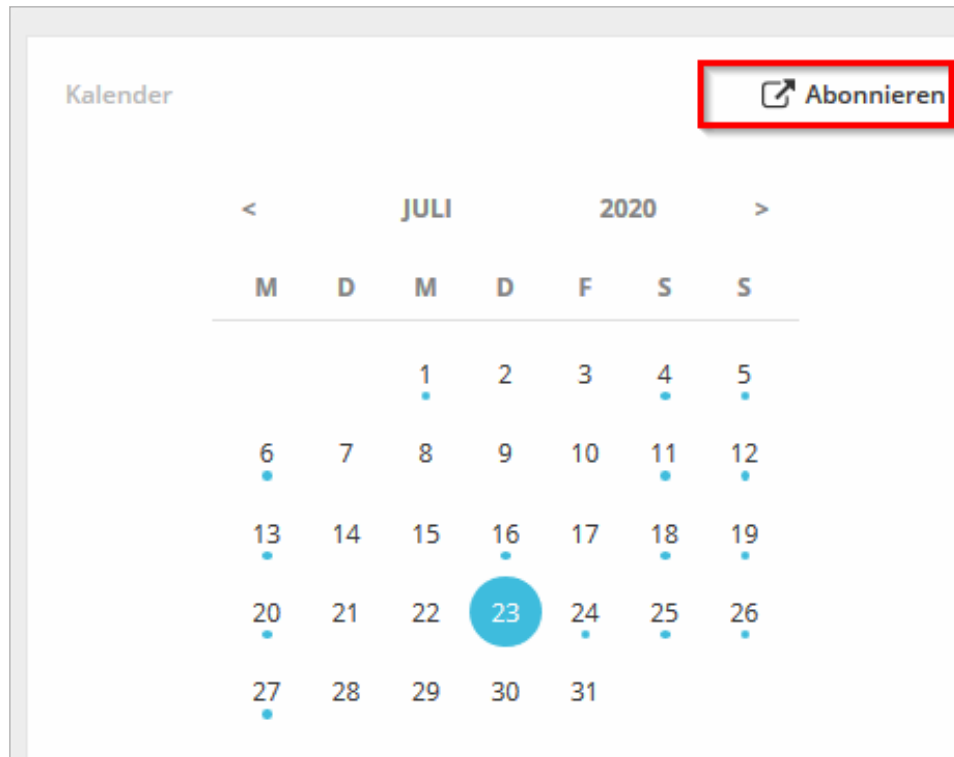 Kalender Abonnieren
< JULI 2020 >
M D M D F S S
1 2 3 4 5
6 7 8 9 10 11 12
13 14 15 16 17 18 19
20 21 22 23 24 25 26
27 28 29 30 31